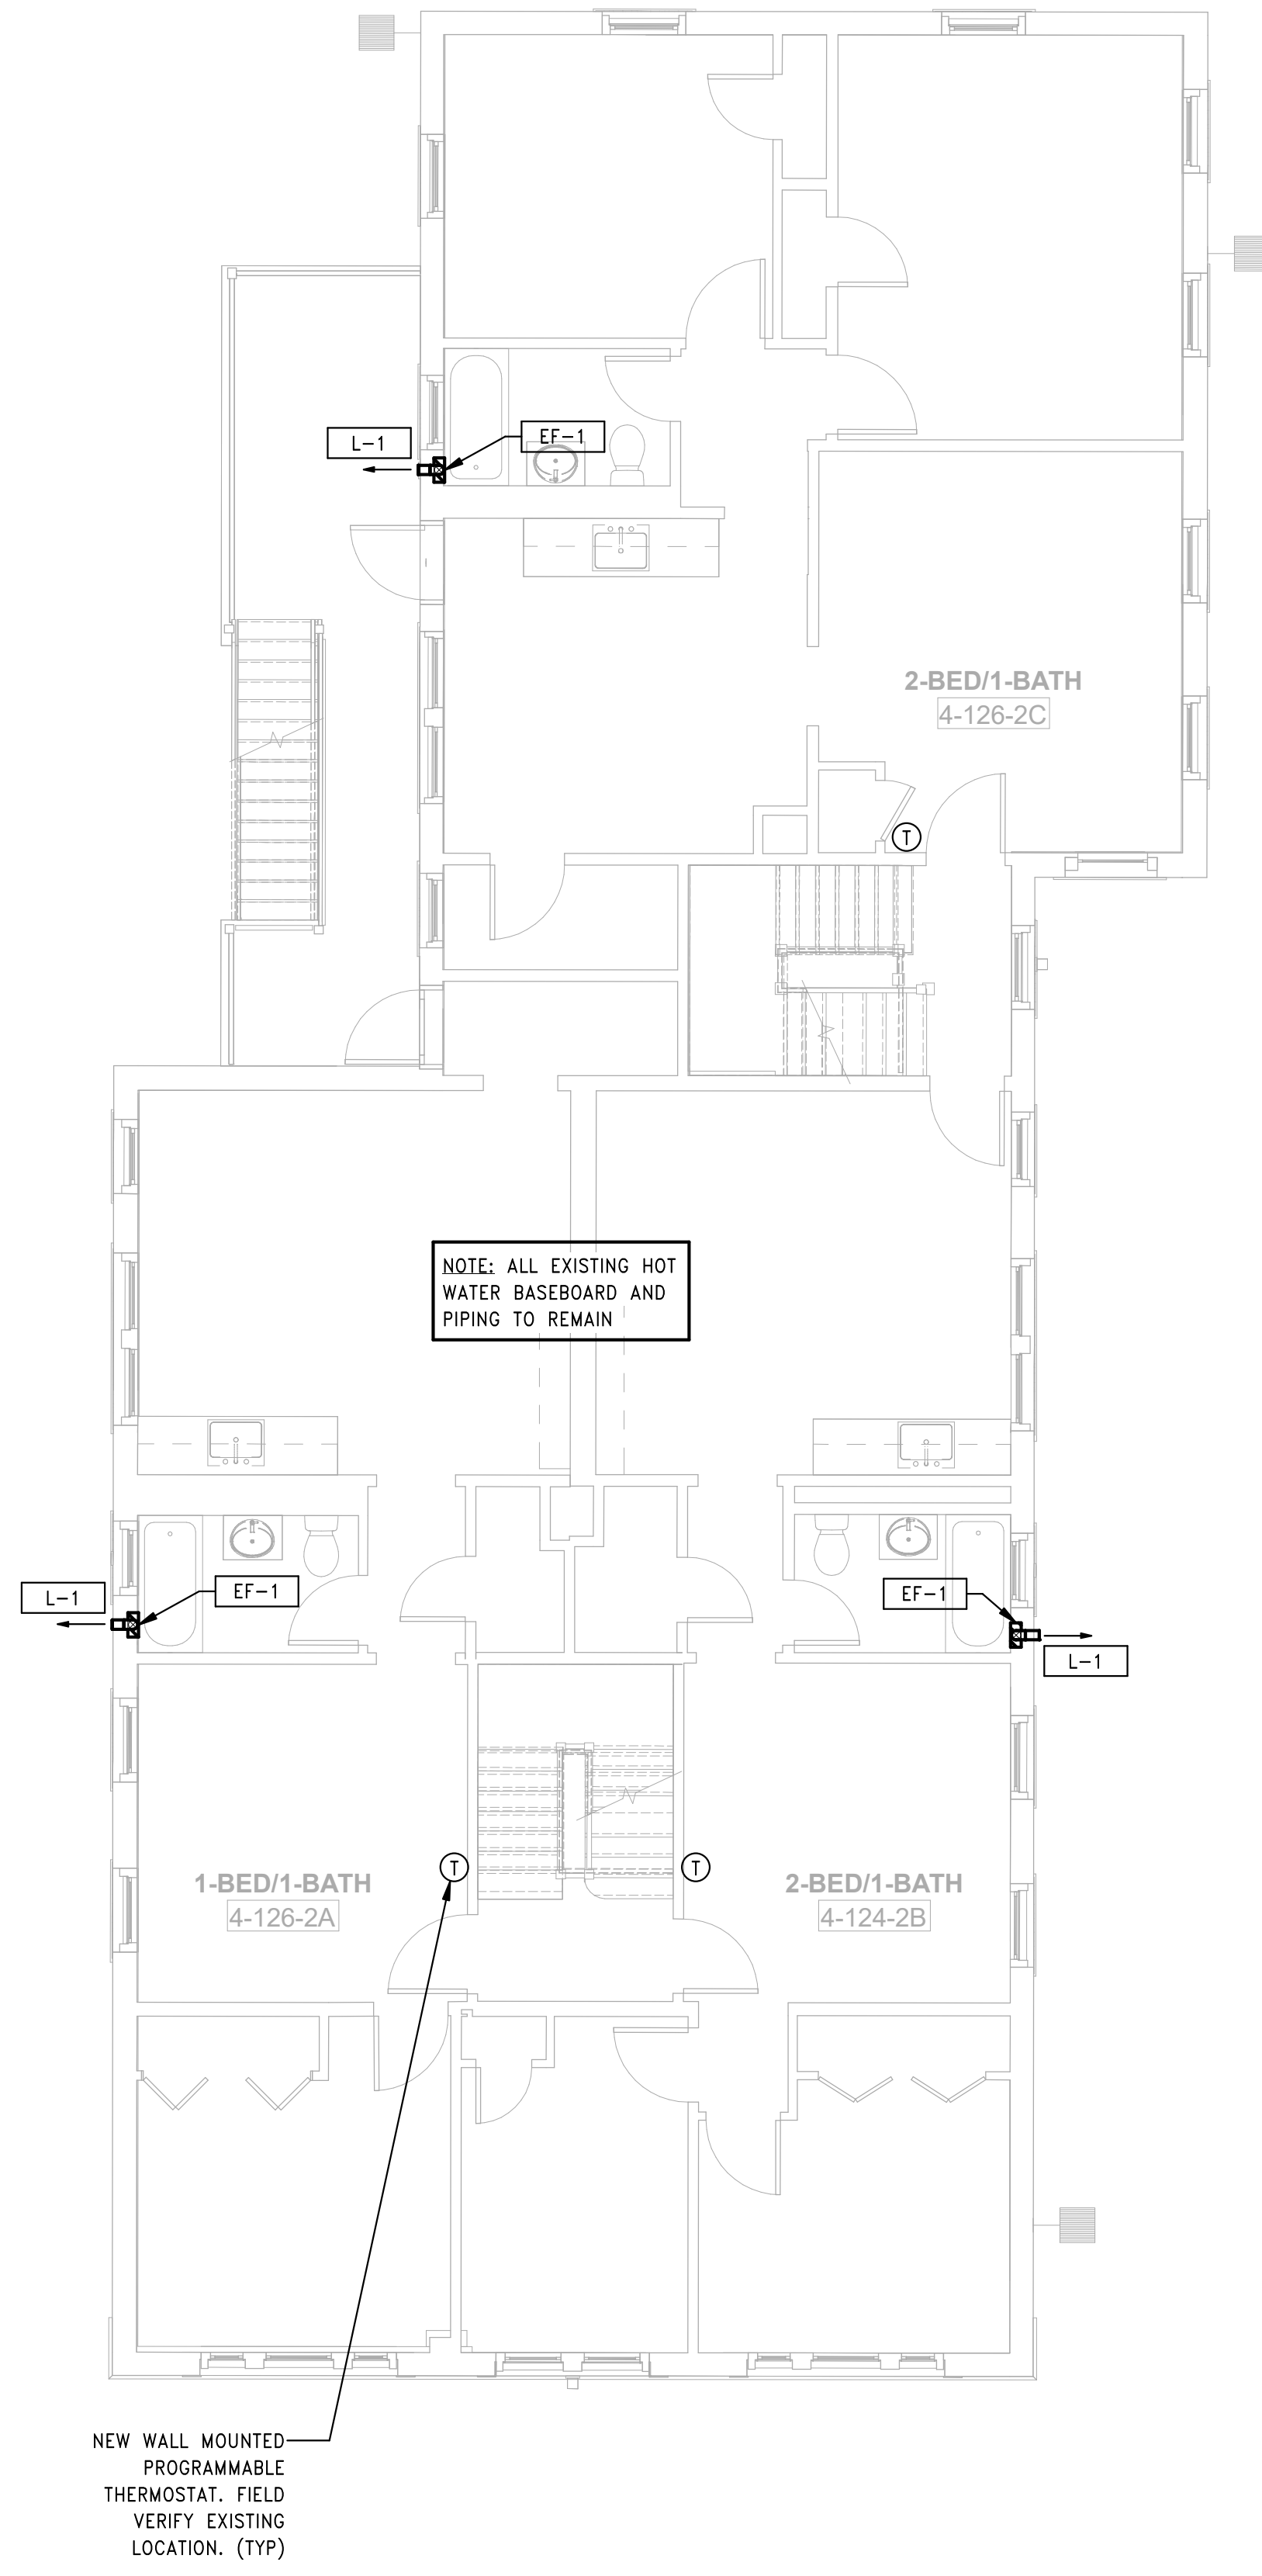 EF-1
L-1
2-BED/1-BATH
4-126-2C
T
NOTE: ALL EXISTING HOT
WATER BASEBOARD AND
PIPING TO REMAIN
L-1
EF-1
EF-1
L-1
T
T
1-BED/1-BATH
4-126-2A
2-BED/1-BATH
4-124-2B
NEW WALL MOUNTED
PROGRAMMABLE
THERMOSTAT. FIELD
VERIFY EXISTING
LOCATION. (TYP)